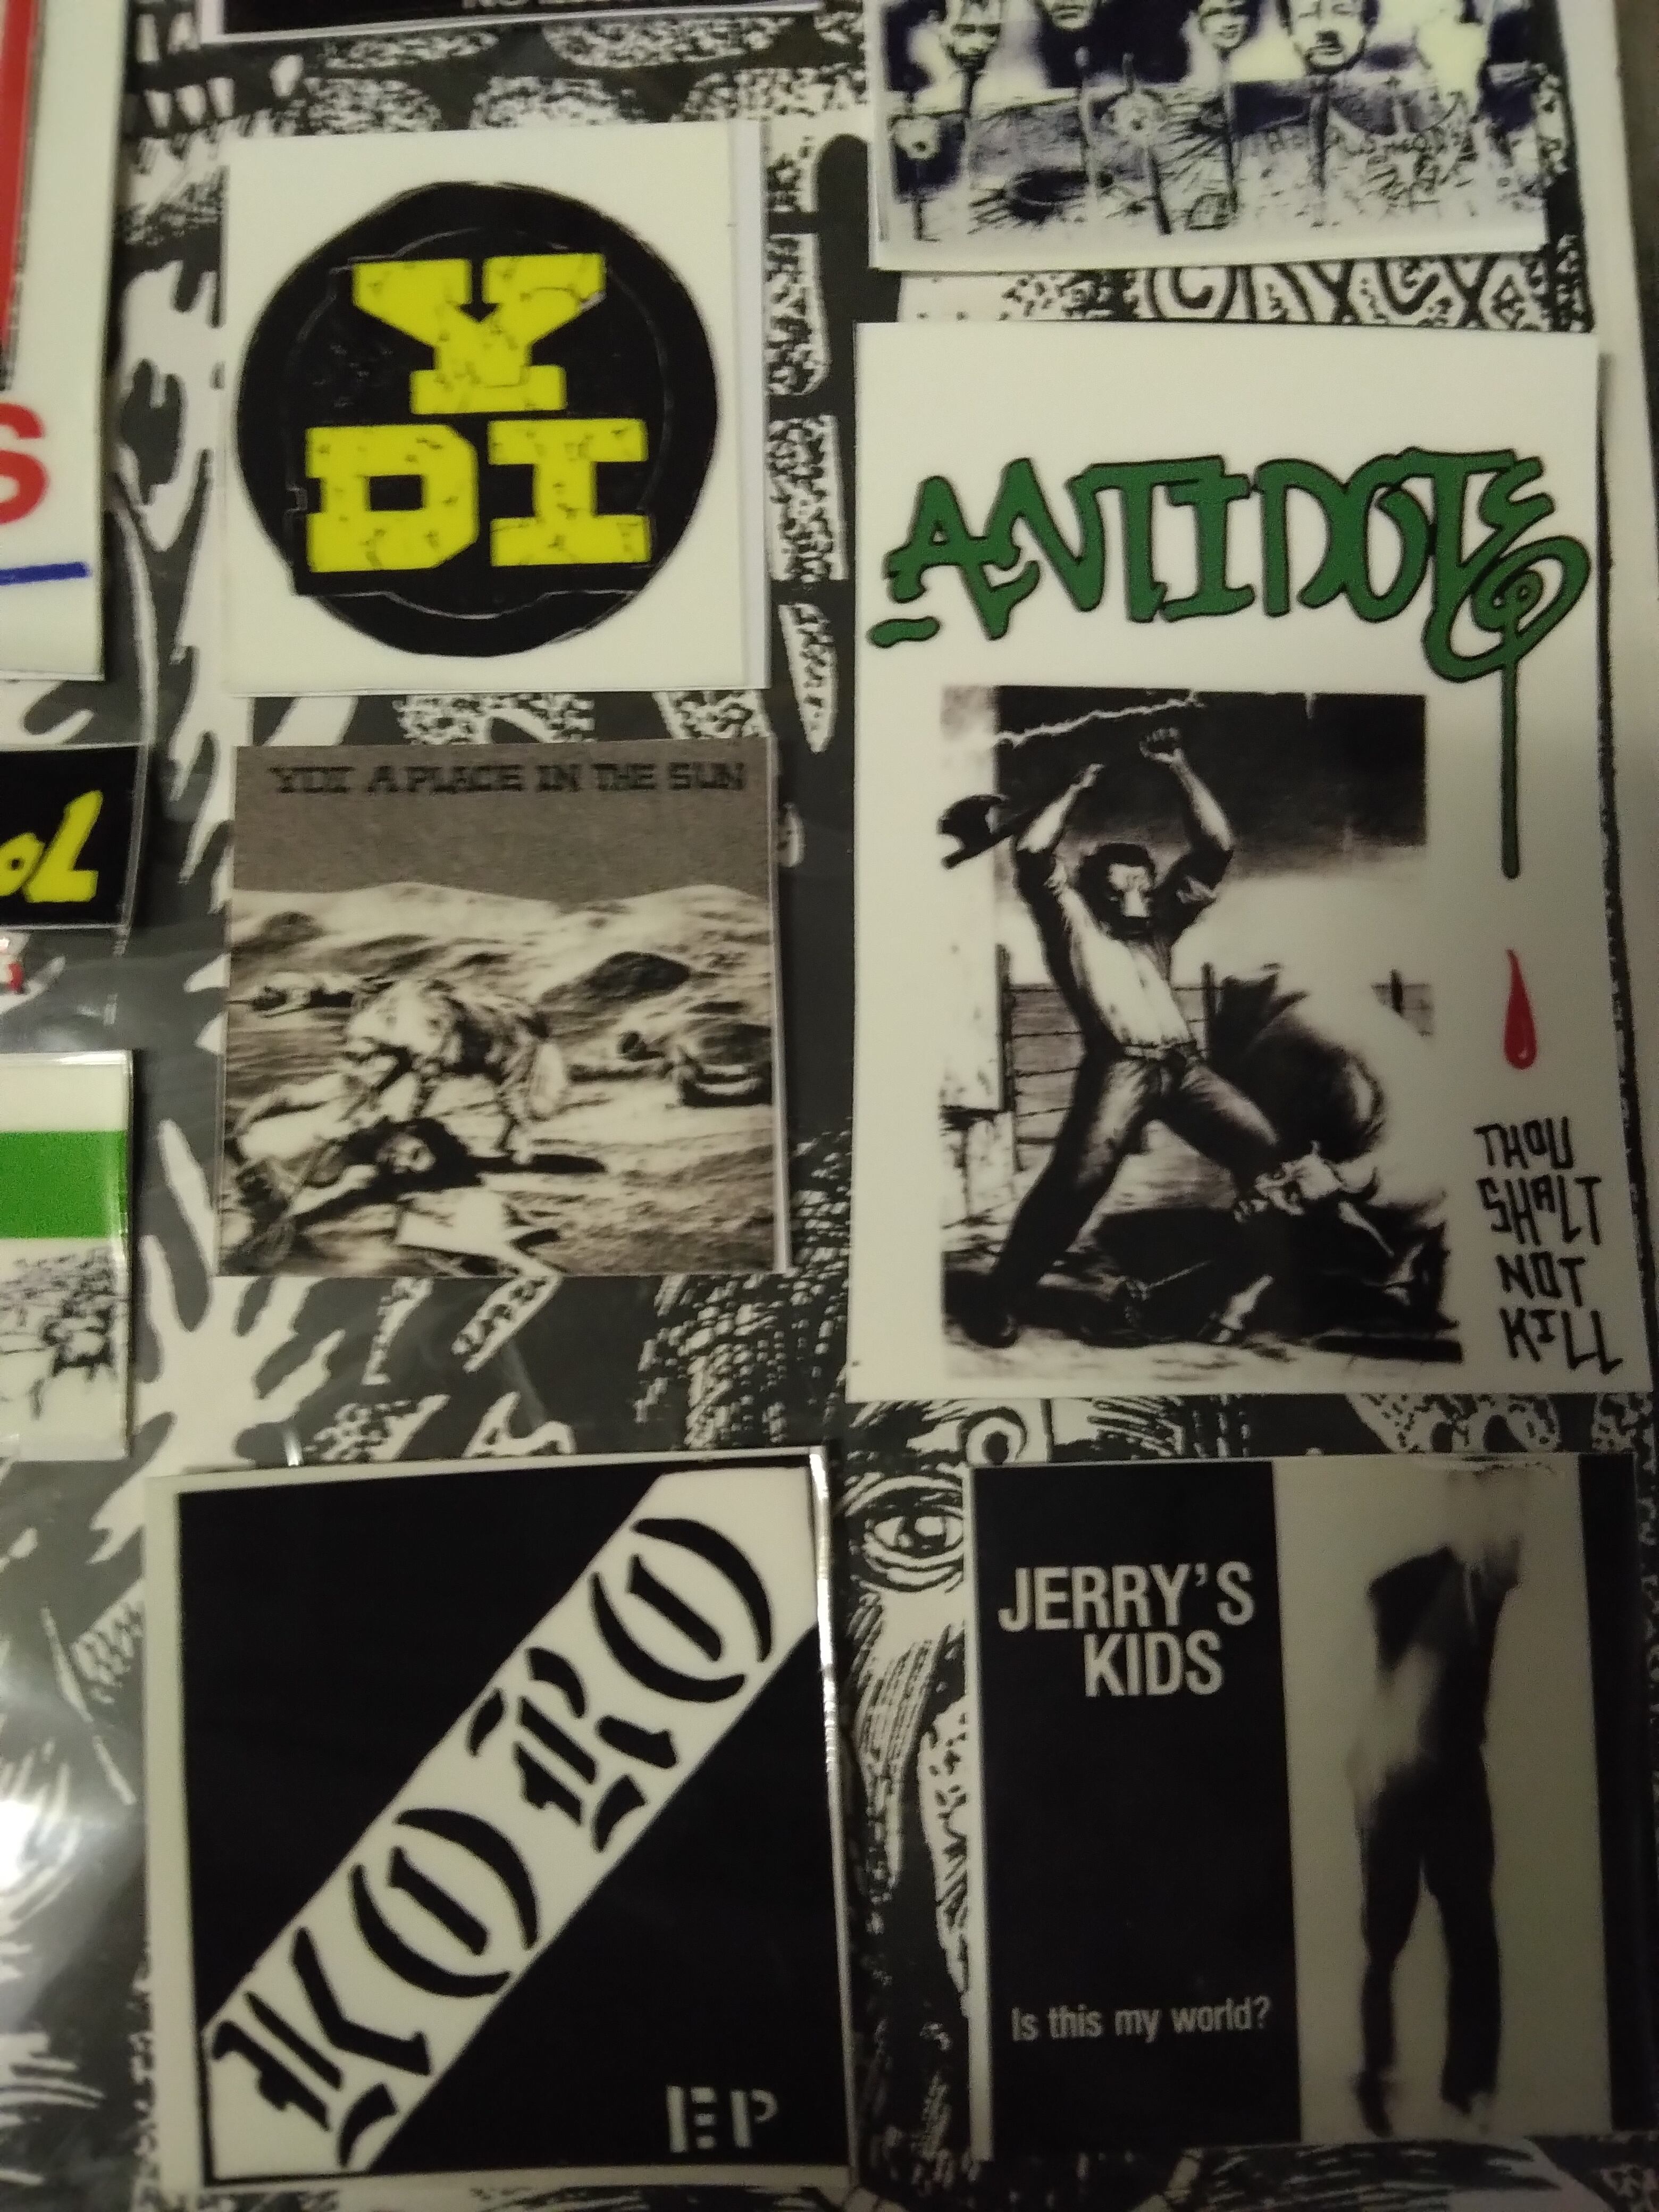 Y
DI
S
ANTIDOTE
YDI A PLACE IN THE SUN
OL
THOU
SHALT
NOT
KILL
KORO
EP
JERRY'S
KIDS
Is this my world?